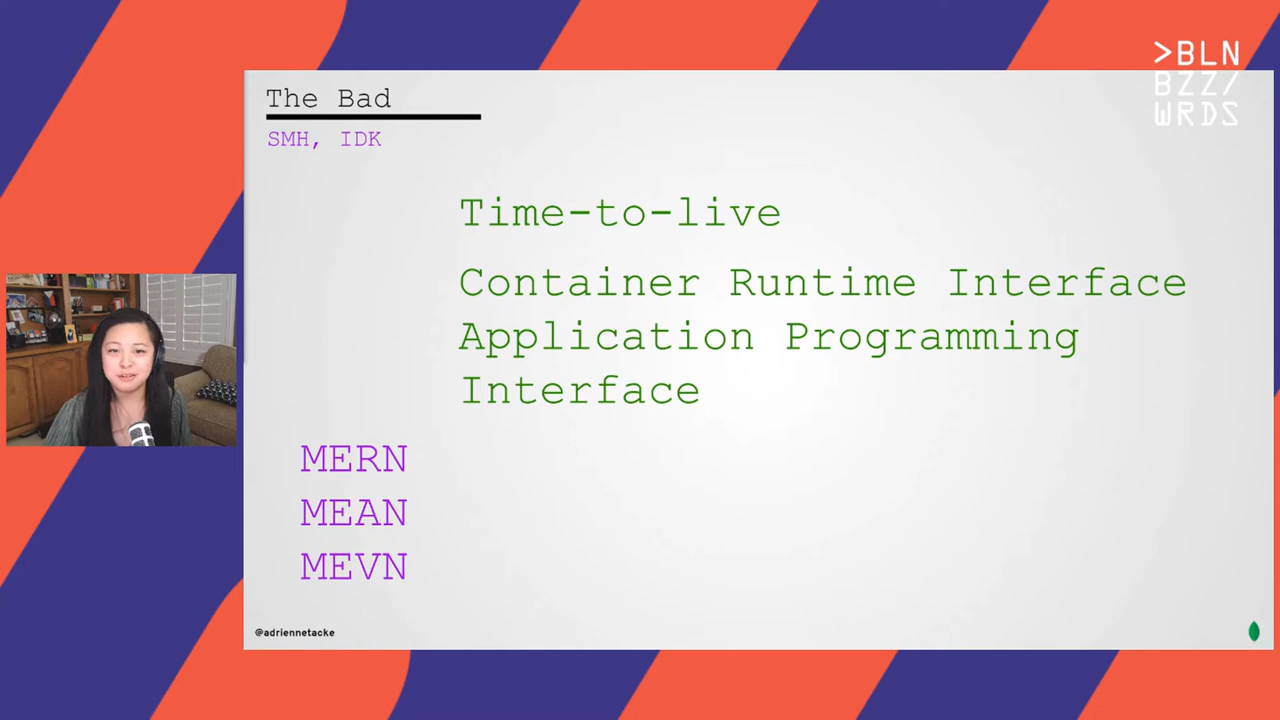 >BLN
BZZ/
WRDS
The Bad
SMH, IDK
Time-to-live
Container Runtime Interface
Application Programming
Interface
MERN
MEAN
MEVN
@adriennetacke